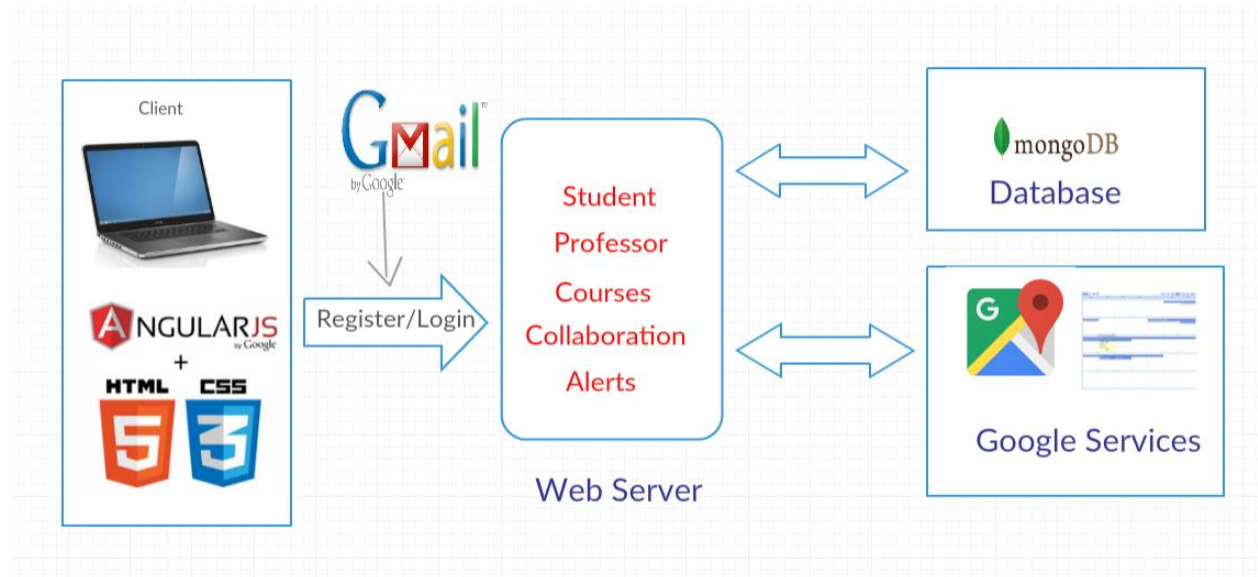 Client
ANGULARJS
by Google
+
HTML CSS
5 3
Gmail
TM
by Google
Register/Login
Student
Professor
Courses
Collaboration
Alerts
Web Server
mongoDB
Database
G
Google Services